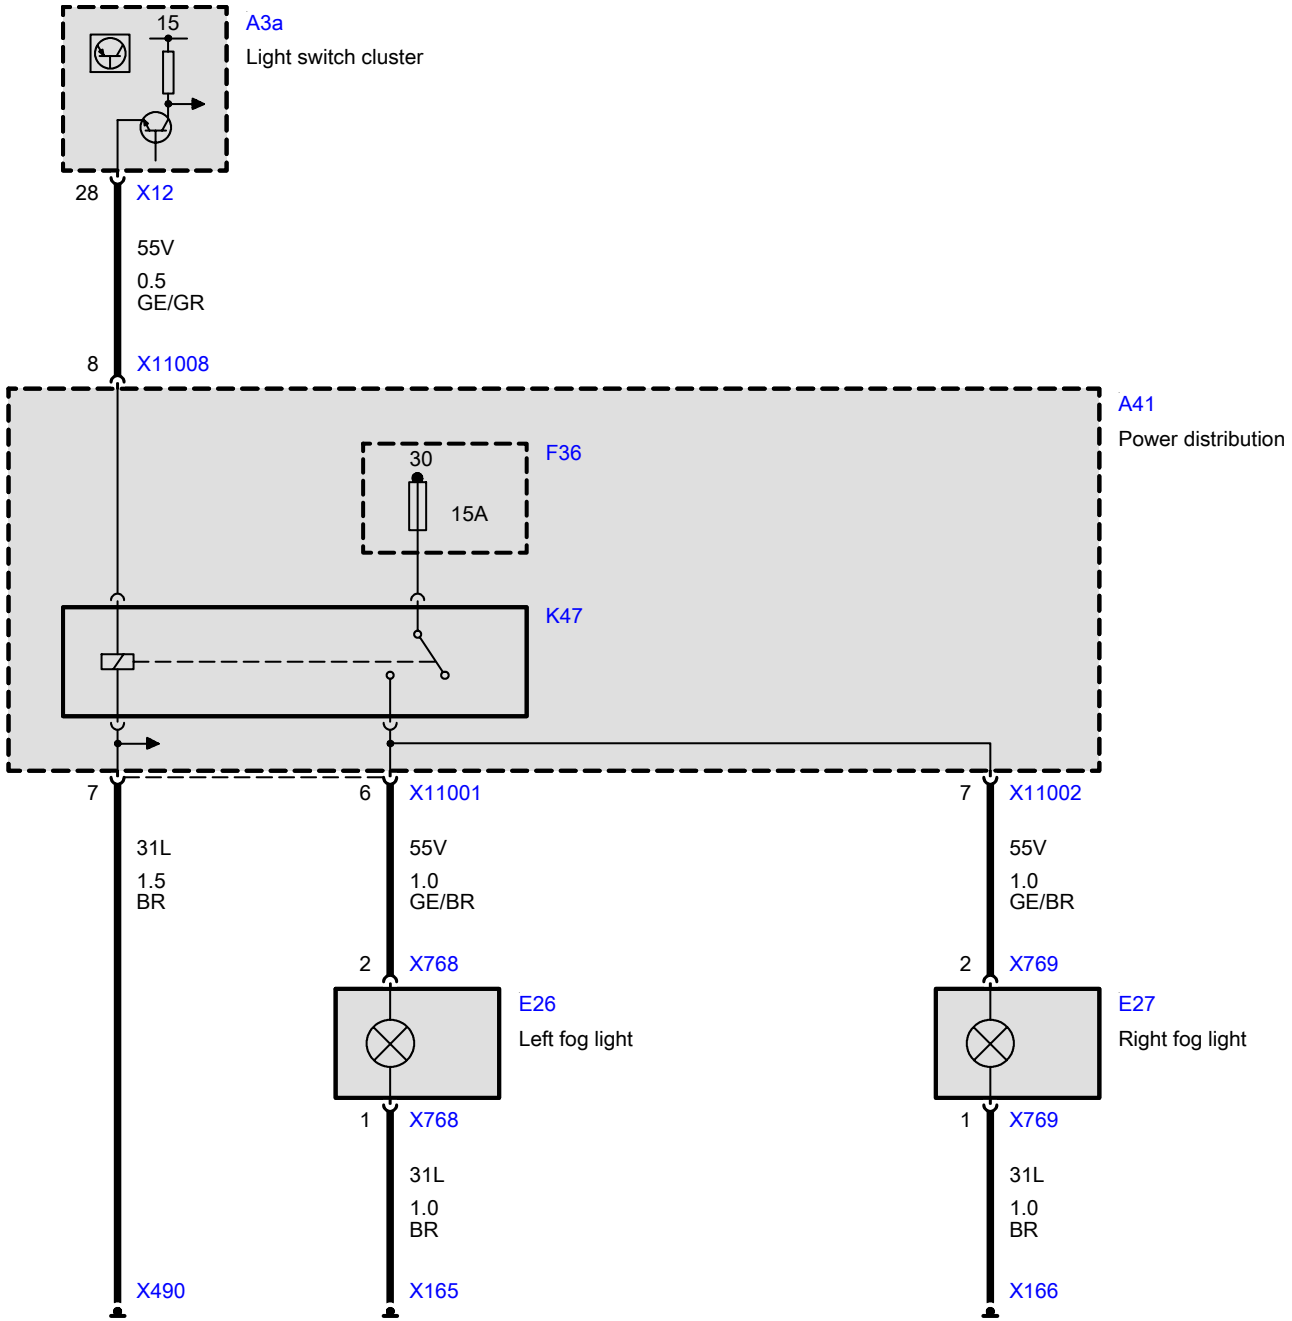 15
A3a
Light switch cluster
28 X12
55V
0.5
GE/GR
8 X11008
A41
Power distribution
F36
30
15A
K47
7
6 X11001
7 X11002
31L
1.5
BR
55V
1.0
GE/BR
55V
1.0
GE/BR
2 X768
2 X769
E26
Left fog light
E27
Right fog light
1 X768
1 X769
31L
1.0
BR
31L
1.0
BR
X490
X165
X166